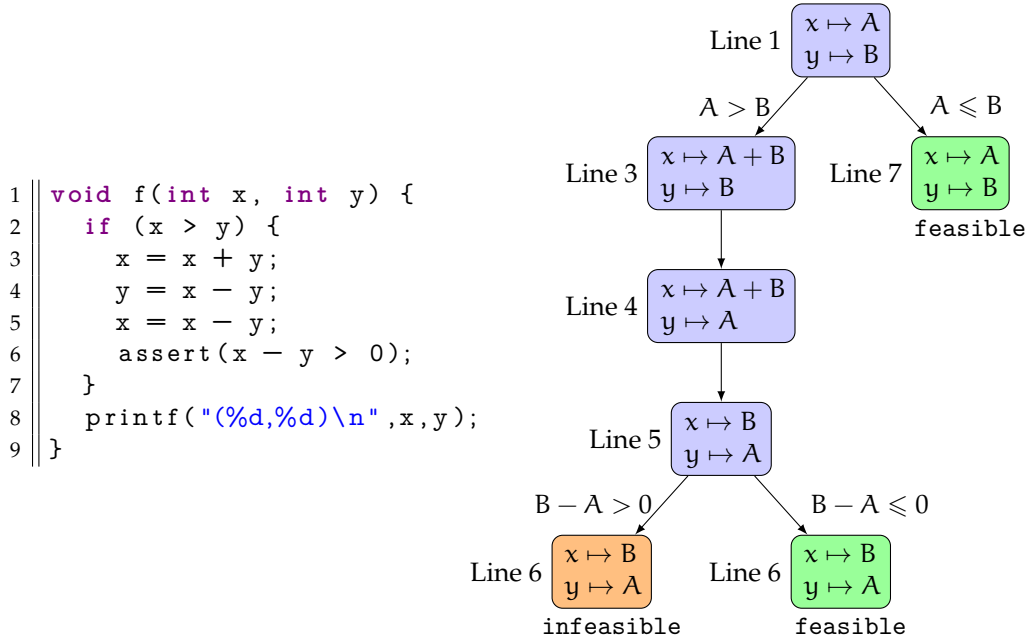 1 void f(int x, int y) {
2 if (x > y) {
3 x = x + y;
4 y = x − y;
5 x = x − y;
6 assert(x − y > 0);
7 }
8 printf("(%d,%d)\n",x,y);
9 }
Line 1
x ↦ A
y ↦ B
A > B
A ⩽ B
Line 3
x ↦ A + B
y ↦ B
Line 7
x ↦ A
y ↦ B
feasible
Line 4
x ↦ A + B
y ↦ A
Line 5
x ↦ B
y ↦ A
B − A > 0
B − A ⩽ 0
Line 6
x ↦ B
y ↦ A
infeasible
Line 6
x ↦ B
y ↦ A
feasible